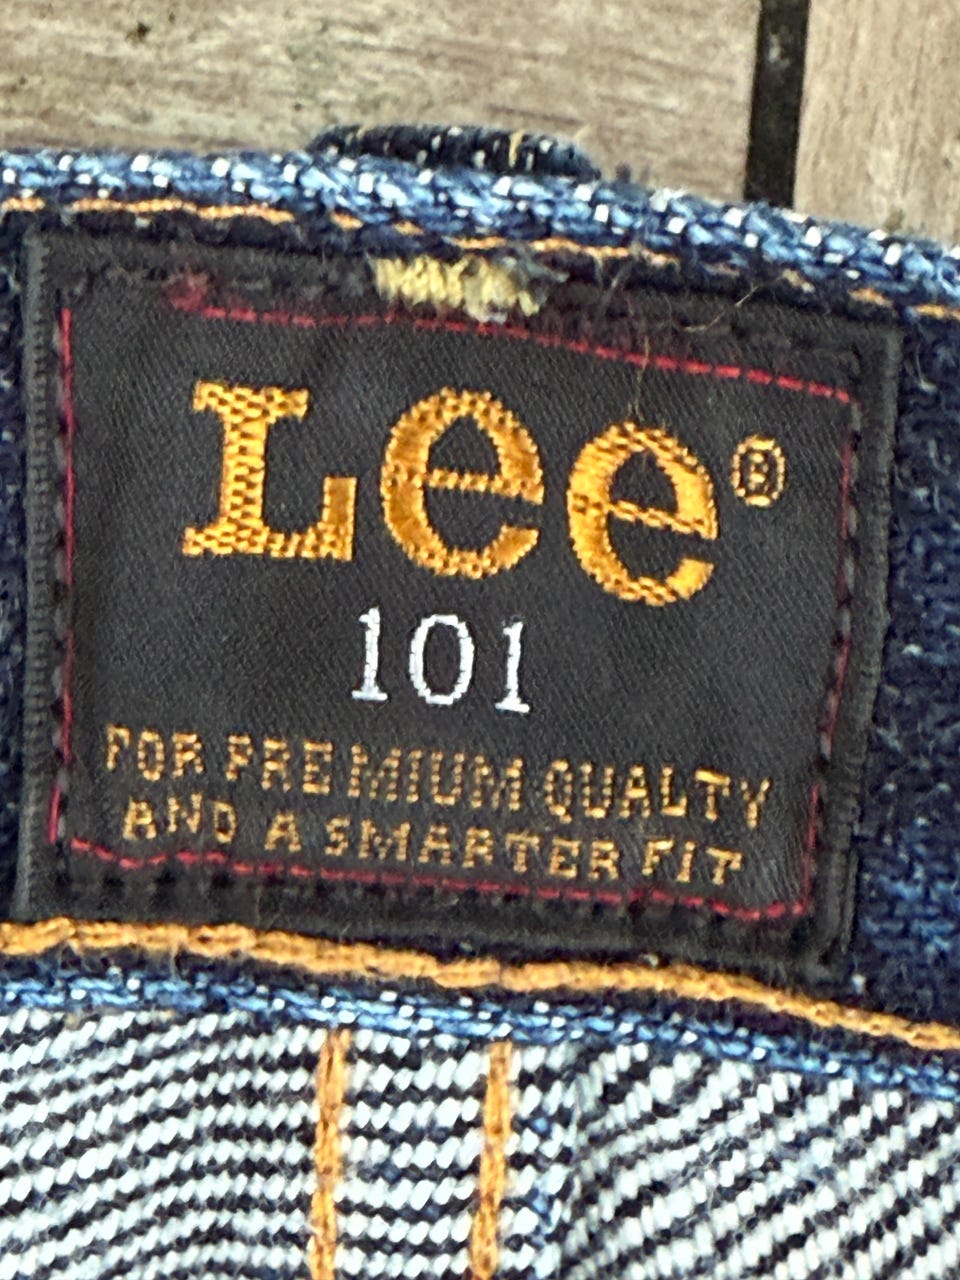 Lee®
101
FOR PREMIUM QUALTY
AND A SMARTER FIT